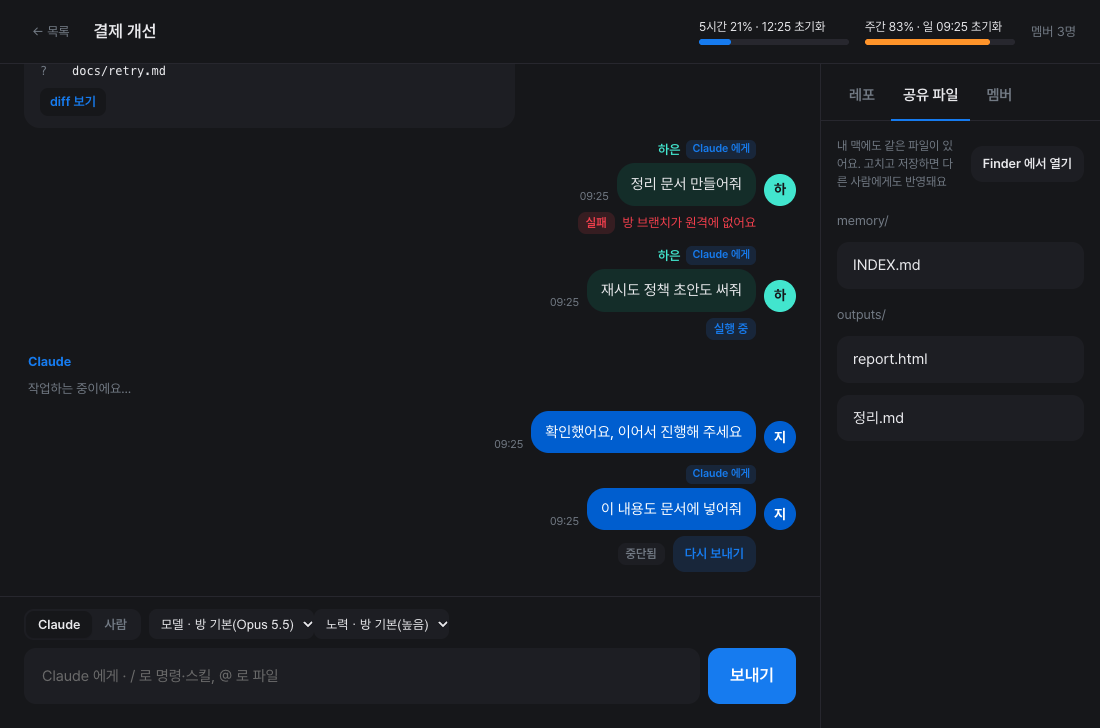 ← 목록
결제 개선
5시간 21% · 12:25 초기화
주간 83% · 일 09:25 초기화
멤버 3명
? docs/retry.md
diff 보기
하은 Claude 에게
정리 문서 만들어줘
09:25
하
실패 방 브랜치가 원격에 없어요
하은 Claude 에게
재시도 정책 초안도 써줘
09:25
하
실행 중
Claude
작업하는 중이에요...
확인했어요, 이어서 진행해 주세요
09:25
지
Claude 에게
이 내용도 문서에 넣어줘
09:25
지
중단됨 다시 보내기
Claude 사람 모델 · 방 기본(Opus 5.5) 노력 · 방 기본(높음)
Claude 에게 · / 로 명령·스킬, @ 로 파일
보내기
레포 공유 파일 멤버
내 맥에도 같은 파일이 있
어요. 고치고 저장하면 다
른 사람에게도 반영돼요
Finder 에서 열기
memory/
INDEX.md
outputs/
report.html
정리.md